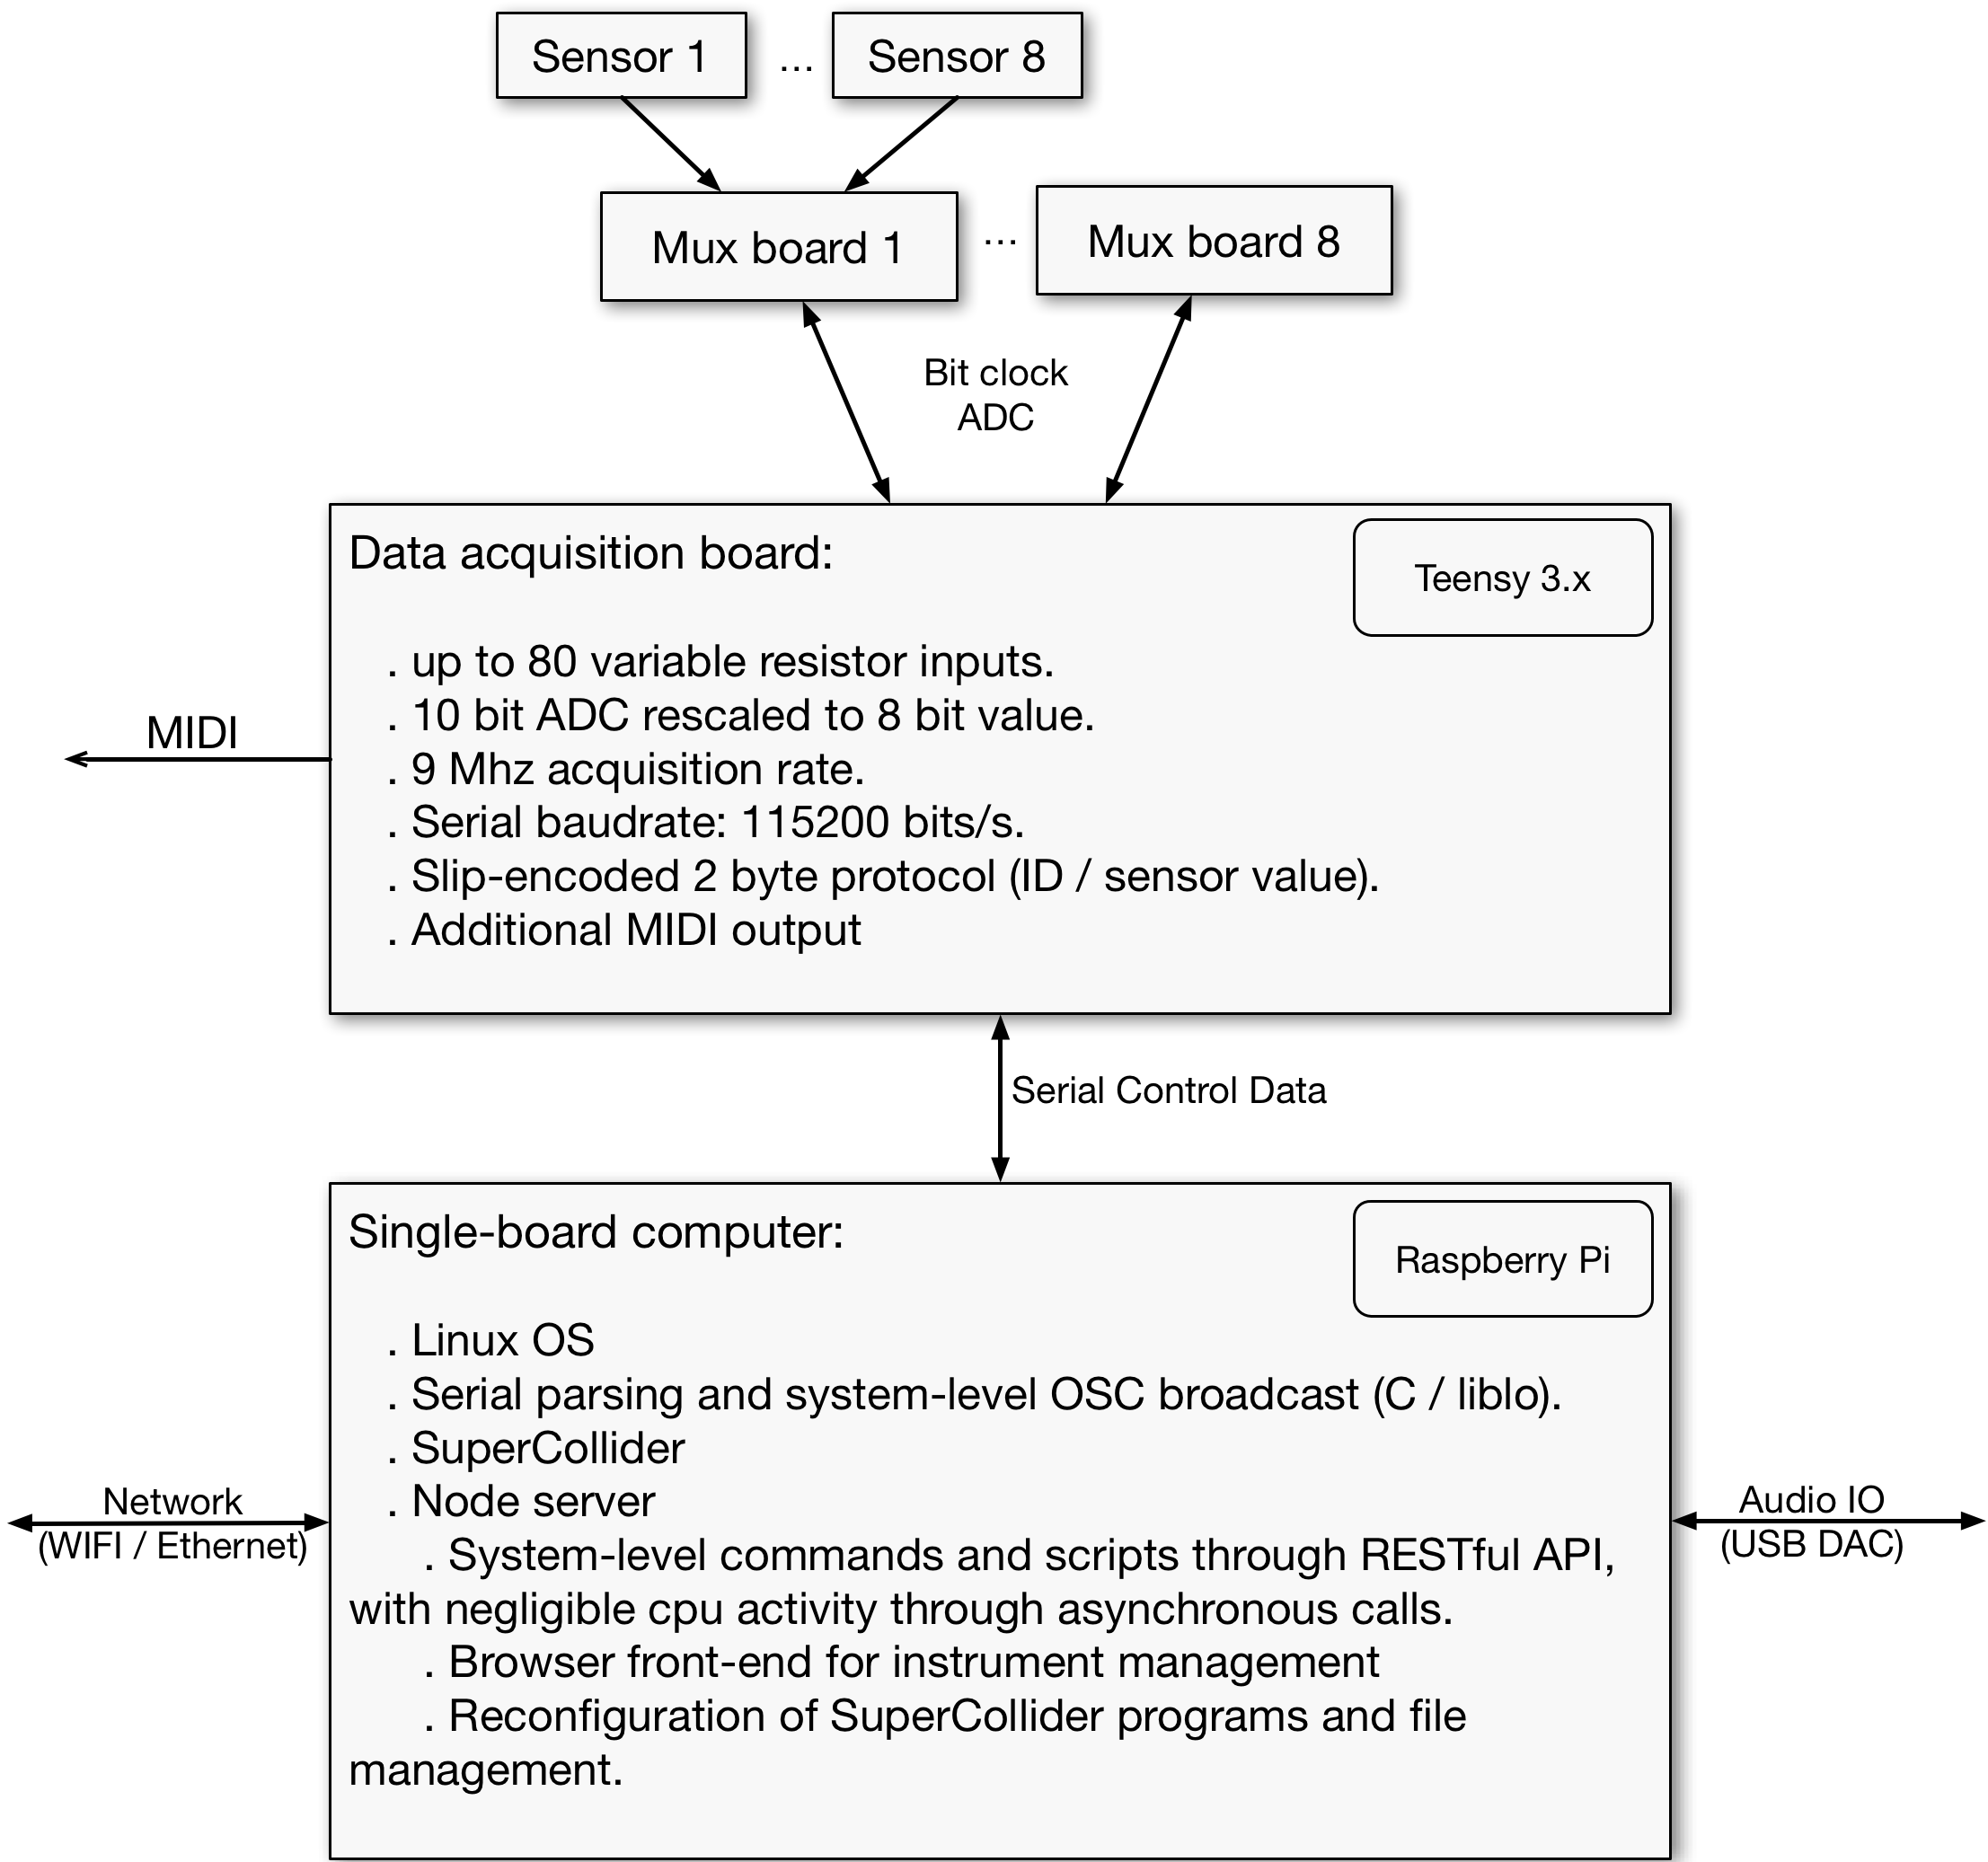 Sensor 1 ... Sensor 8
Mux board 1 ... Mux board 8
Bit clock
ADC
Data acquisition board:
Teensy 3.x
. up to 80 variable resistor inputs.
. 10 bit ADC rescaled to 8 bit value.
. 9 Mhz acquisition rate.
. Serial baudrate: 115200 bits/s.
. Slip-encoded 2 byte protocol (ID / sensor value).
. Additional MIDI output
MIDI
Serial Control Data
Single-board computer:
Raspberry Pi
. Linux OS
. Serial parsing and system-level OSC broadcast (C / liblo).
. SuperCollider
. Node server
. System-level commands and scripts through RESTful API,
with negligible cpu activity through asynchronous calls.
. Browser front-end for instrument management
. Reconfiguration of SuperCollider programs and file
management.
Network
(WIFI / Ethernet)
Audio IO
(USB DAC)